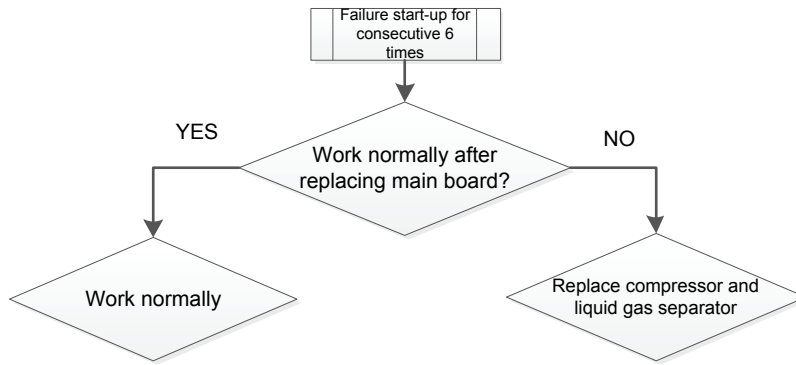 Failure start-up for
consecutive 6
times
YES
NO
Work normally after
replacing main board?
Work normally
Replace compressor and
liquid gas separator